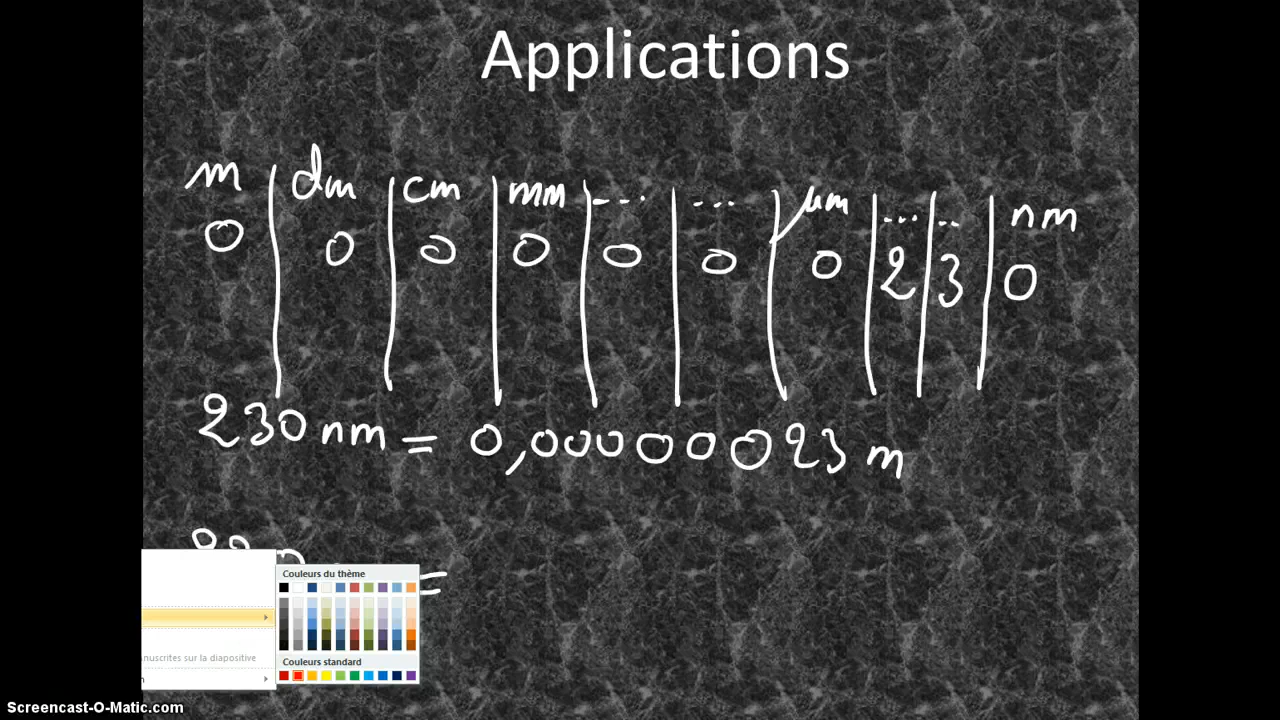 Applications
m dm cm mm ... ... µm ... .. nm
0 0 0 0 0 0 0 2 3 0
230 nm = 0,00000023 m
=
Couleurs du thème
nuscrites sur la diapositive
Couleurs standard
Screencast-O-Matic.com